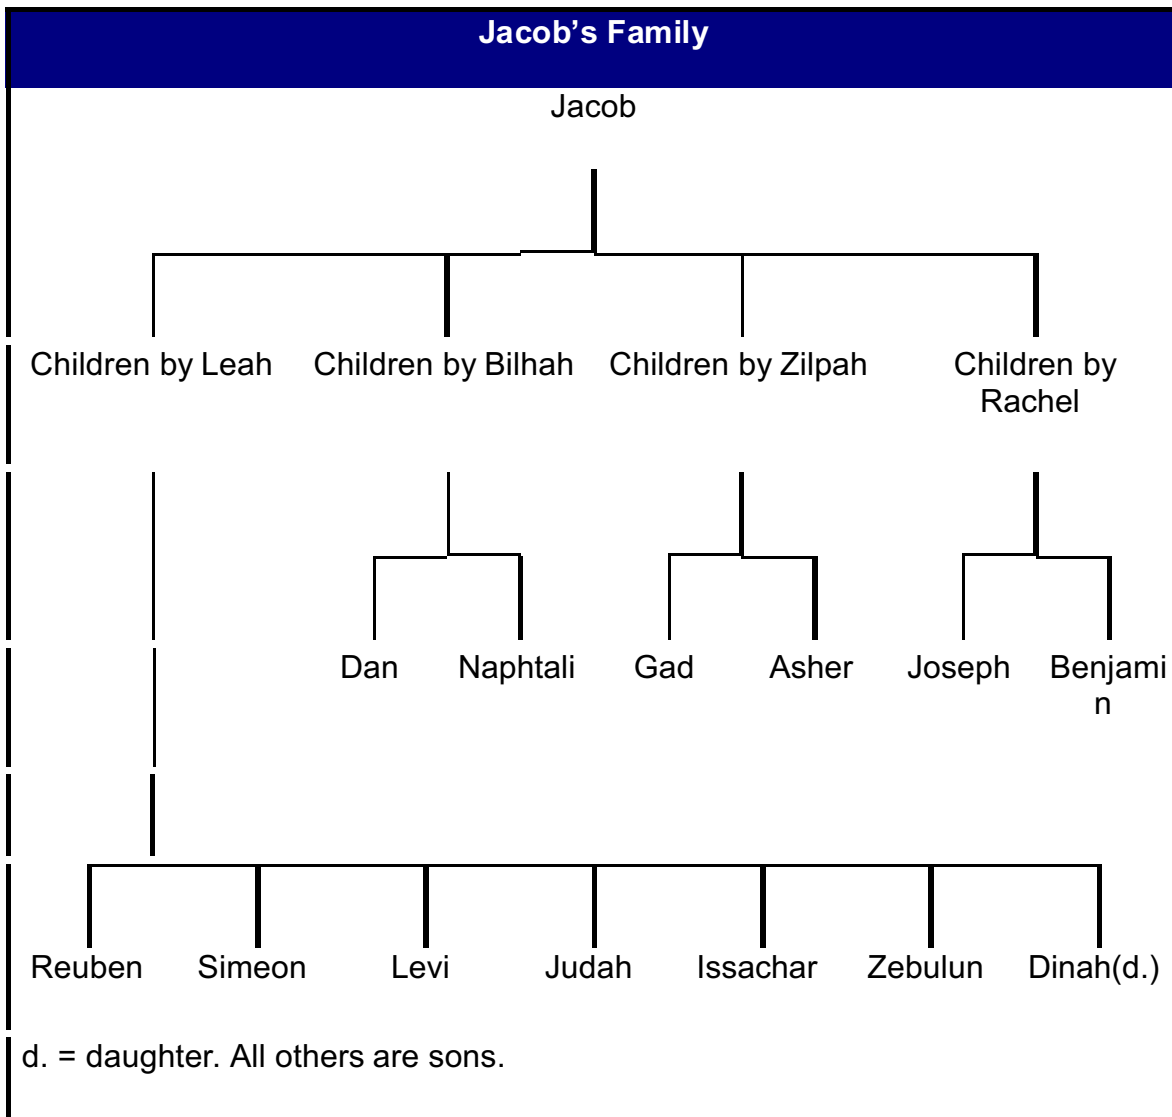 Jacob’s Family
Jacob
Children by Leah
Children by Bilhah
Children by Zilpah
Children by
Rachel
Dan
Naphtali
Gad
Asher
Joseph
Benjami
n
Reuben
Simeon
Levi
Judah
Issachar
Zebulun
Dinah(d.)
d. = daughter. All others are sons.